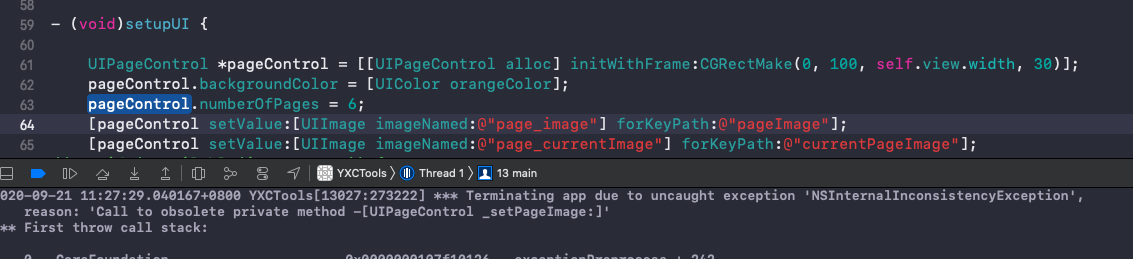 58
59 - (void)setupUI {
60
61 UIPageControl *pageControl = [[UIPageControl alloc] initWithFrame:CGRectMake(0, 100, self.view.width, 30)];
62 pageControl.backgroundColor = [UIColor orangeColor];
63 pageControl.numberOfPages = 6;
64 [pageControl setValue:[UIImage imageNamed:@"page_image"] forKeyPath:@"pageImage"];
65 [pageControl setValue:[UIImage imageNamed:@"page_currentImage"] forKeyPath:@"currentPageImage"];
YXCTools Thread 1 13 main
020-09-21 11:27:29.040167+0800 YXCTools[13027:273222] *** Terminating app due to uncaught exception 'NSInternalInconsistencyException',
reason: 'Call to obsolete private method -[UIPageControl _setPageImage:]'
** First throw call stack: